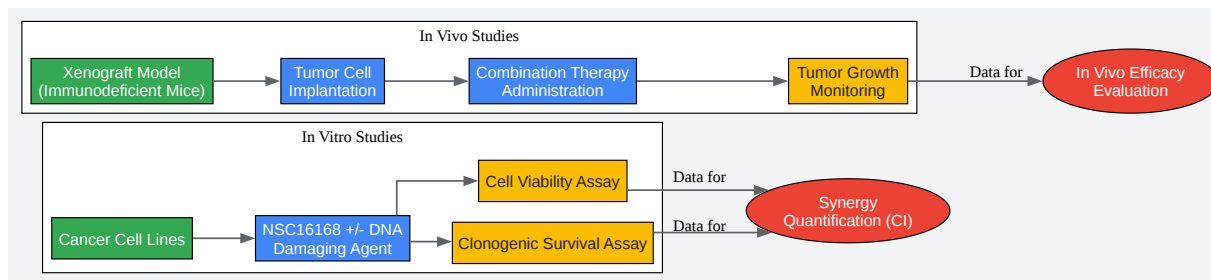 In Vivo Studies
Xenograft Model
(Immunodeficient Mice)
Tumor Cell
Implantation
Combination Therapy
Administration
Tumor Growth
Monitoring
Data for
In Vivo Efficacy
Evaluation
In Vitro Studies
Cancer Cell Lines
NSC16168 +/- DNA
Damaging Agent
Cell Viability Assay
Clonogenic Survival Assay
Data for
Data for
Synergy
Quantification (CI)